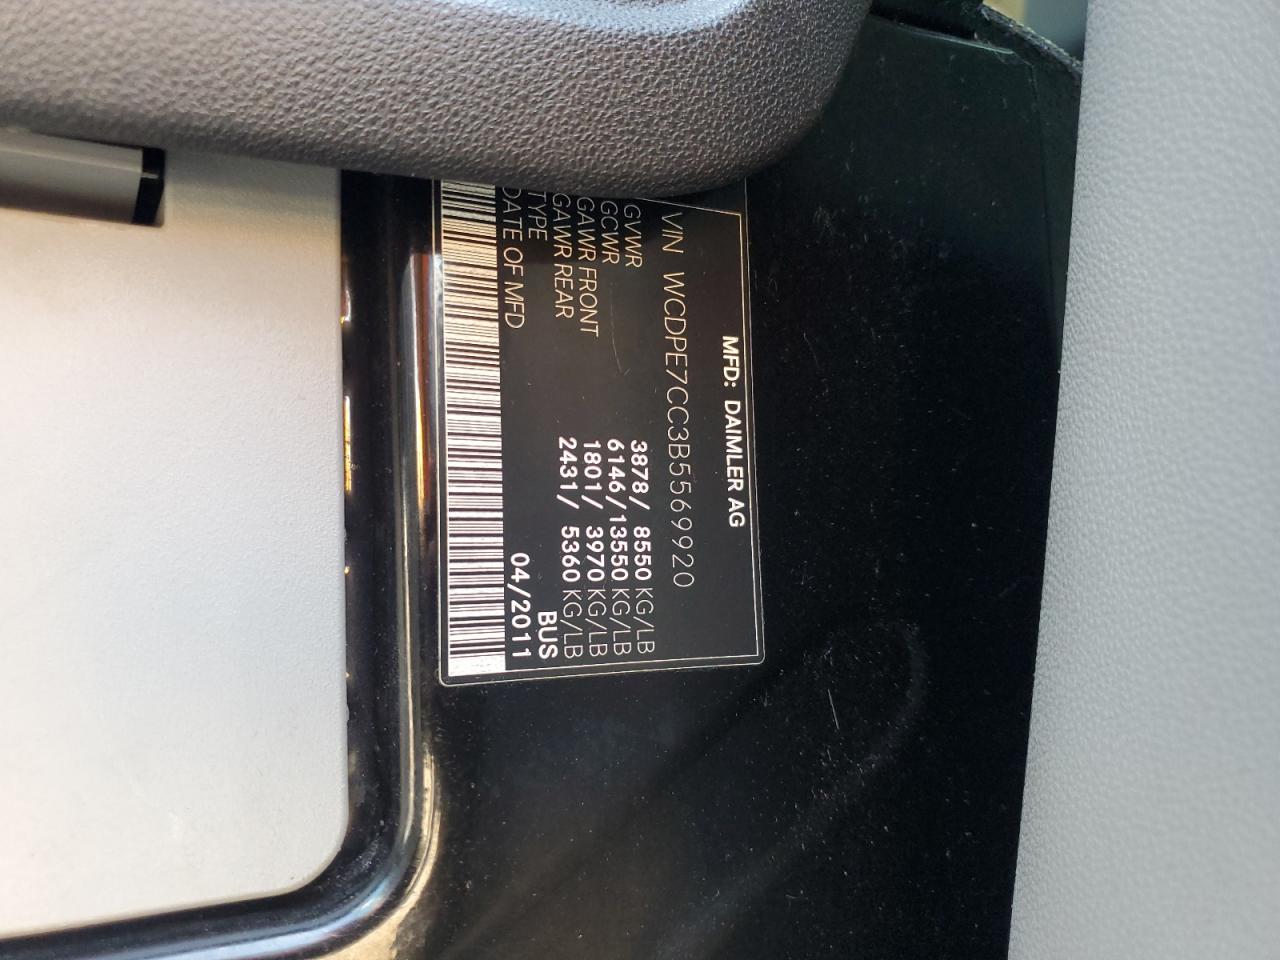 MFD: DAIMLER AG
VIN WCDPE7CC3B5569920
GVWR 3878/ 8550 KG/LB
GCWR 6146/13550 KG/LB
GAWR FRONT 1801/ 3970 KG/LB
GAWR REAR 2431/ 5360 KG/LB
TYPE BUS
DATE OF MFD 04/2011